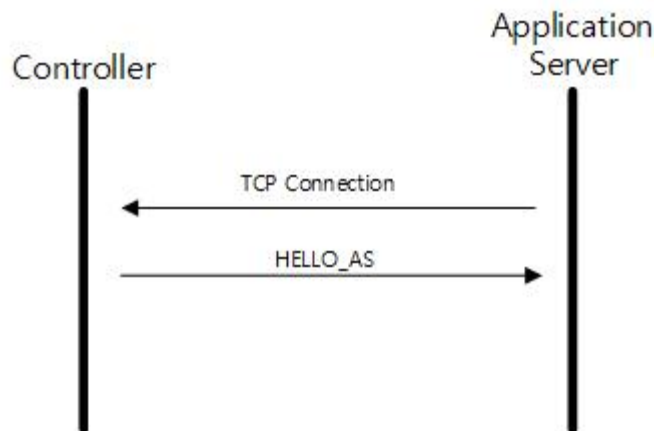 Controller
Application
Server
TCP Connection
HELLO_AS